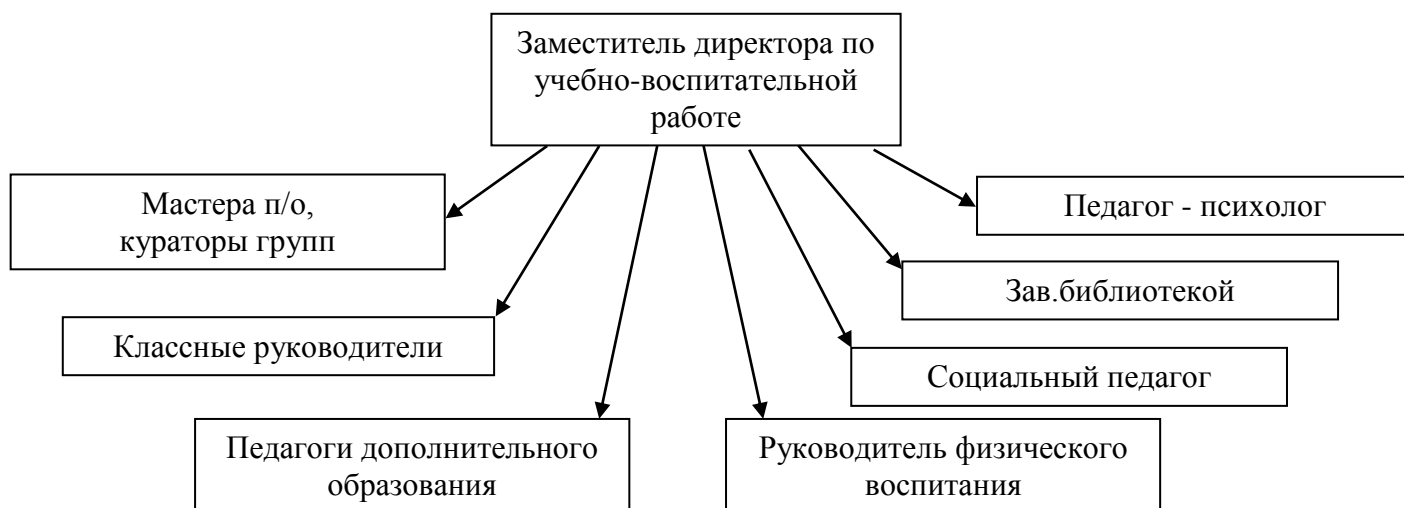 Заместитель директора по
учебно-воспитательной
работе
Мастера п/о,
кураторы групп
Педагог - психолог
Зав.библиотекой
Классные руководители
Социальный педагог
Педагоги дополнительного
образования
Руководитель физического
воспитания